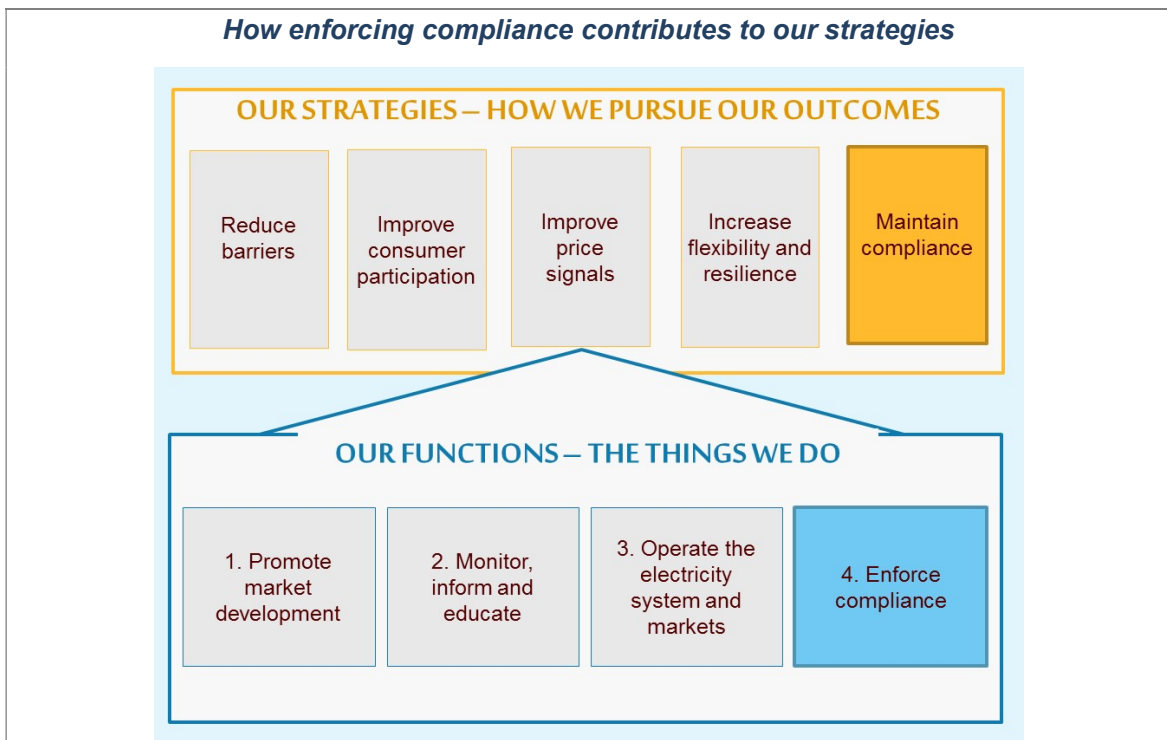 How enforcing compliance contributes to our strategies
OUR STRATEGIES – HOW WE PURSUE OUR OUTCOMES
Reduce
barriers
Improve
consumer
participation
Improve
price
signals
Increase
flexibility and
resilience
Maintain
compliance
OUR FUNCTIONS – THE THINGS WE DO
1. Promote
market
development
2. Monitor,
inform and
educate
3. Operate the
electricity
system and
markets
4. Enforce
compliance